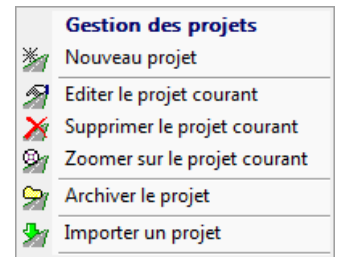 Gestion des projets
Nouveau projet
Editer le projet courant
Supprimer le projet courant
Zoomer sur le projet courant
Archiver le projet
Importer un projet